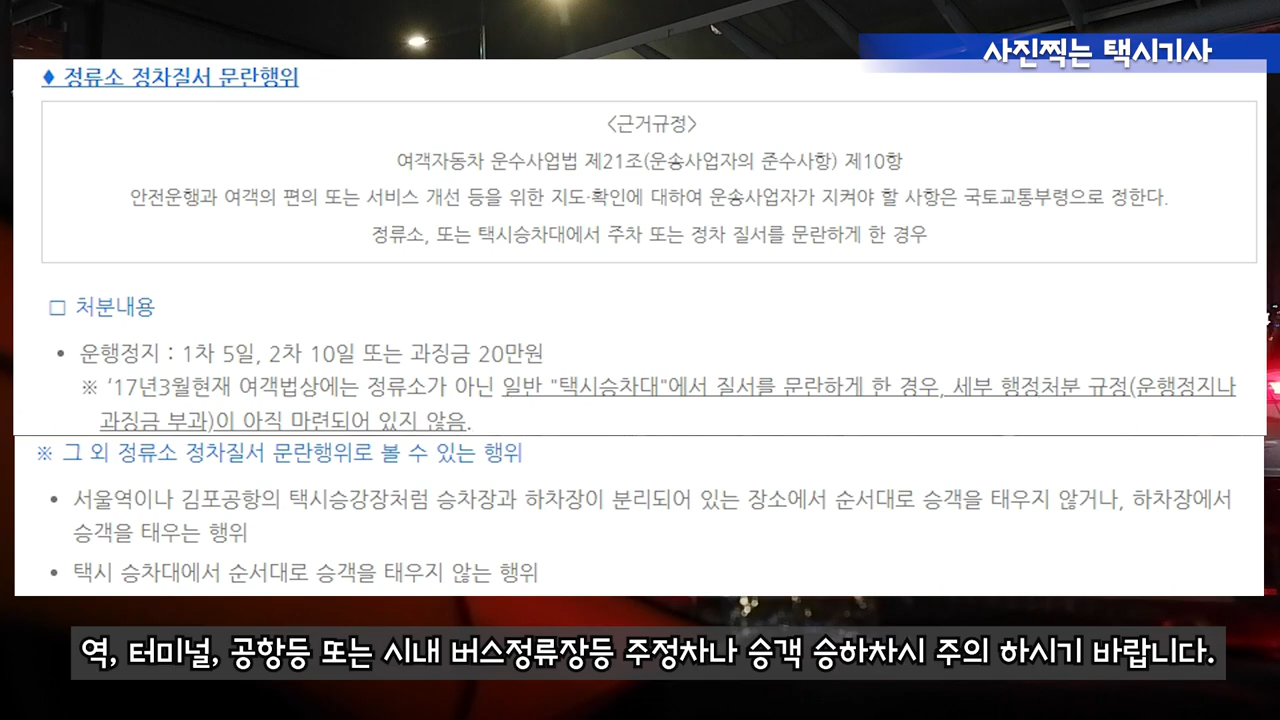 사진찍는 택시기사
♦ 정류소 정차질서 문란행위
<근거규정>
여객자동차 운수사업법 제21조(운송사업자의 준수사항) 제10항
안전운행과 여객의 편의 또는 서비스 개선 등을 위한 지도·확인에 대하여 운송사업자가 지켜야 할 사항은 국토교통부령으로 정한다.
정류소, 또는 택시승차대에서 주차 또는 정차 질서를 문란하게 한 경우
□ 처분내용
• 운행정지 : 1차 5일, 2차 10일 또는 과징금 20만원
※ ‘17년3월현재 여객법상에는 정류소가 아닌 일반 "택시승차대"에서 질서를 문란하게 한 경우, 세부 행정처분 규정(운행정지나
과징금 부과)이 아직 마련되어 있지 않음.
※ 그 외 정류소 정차질서 문란행위로 볼 수 있는 행위
• 서울역이나 김포공항의 택시승강장처럼 승차장과 하차장이 분리되어 있는 장소에서 순서대로 승객을 태우지 않거나, 하차장에서
승객을 태우는 행위
• 택시 승차대에서 순서대로 승객을 태우지 않는 행위
역, 터미널, 공항등 또는 시내 버스정류장등 주정차나 승객 승하차시 주의 하시기 바랍니다.